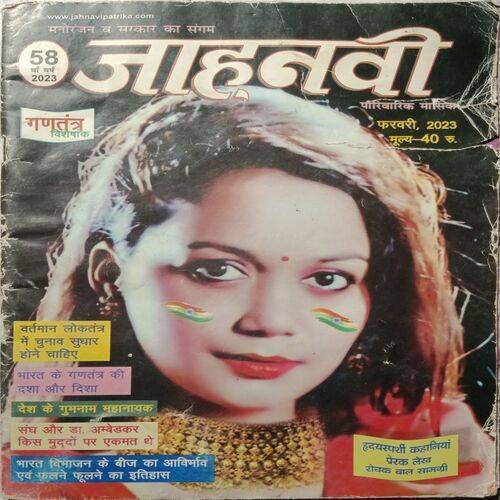 www.jahnavipatrika.com
मनोरंजन व संस्कार का संगम
58
वाँ वर्ष
2023
जाहनवी
पारिवारिक मासिक
फरवरी, 2023
मूल्य 40 रु.
गणतंत्र
विशेषांक
वर्तमान लोकतंत्र
में चुनाव सुधार
होने चाहिए
भारत के गणतंत्र की
दशा और दिशा
देश के गुमनाम महानायक
संघ और डा. अम्बेडकर
किस मुद्दों पर एकमत थे
भारत विभाजन के बीज का आविर्भाव
एवं फलने फूलने का इतिहास
हृदयस्पर्शी कहानियां
प्रेरक लेख
रोचक बाल सामग्री